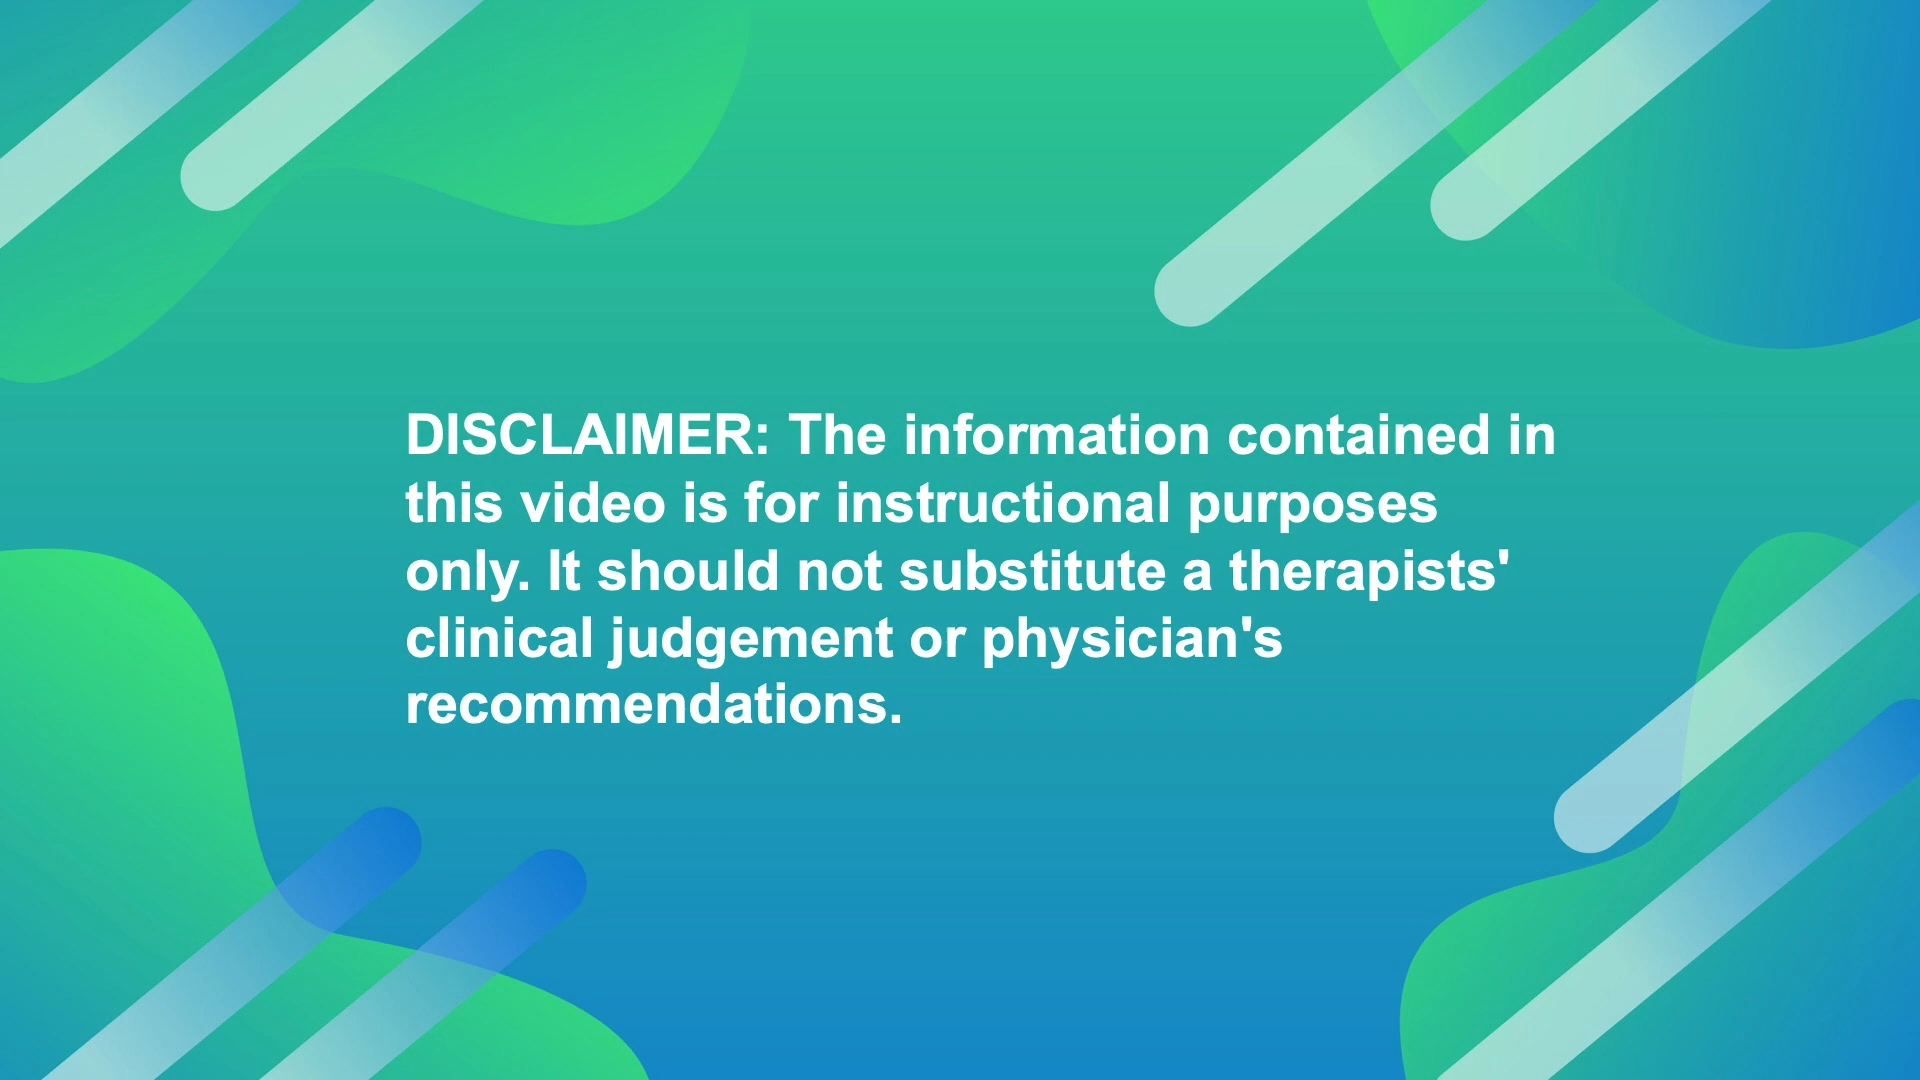 DISCLAIMER: The information contained in
this video is for instructional purposes
only. It should not substitute a therapists'
clinical judgement or physician's
recommendations.